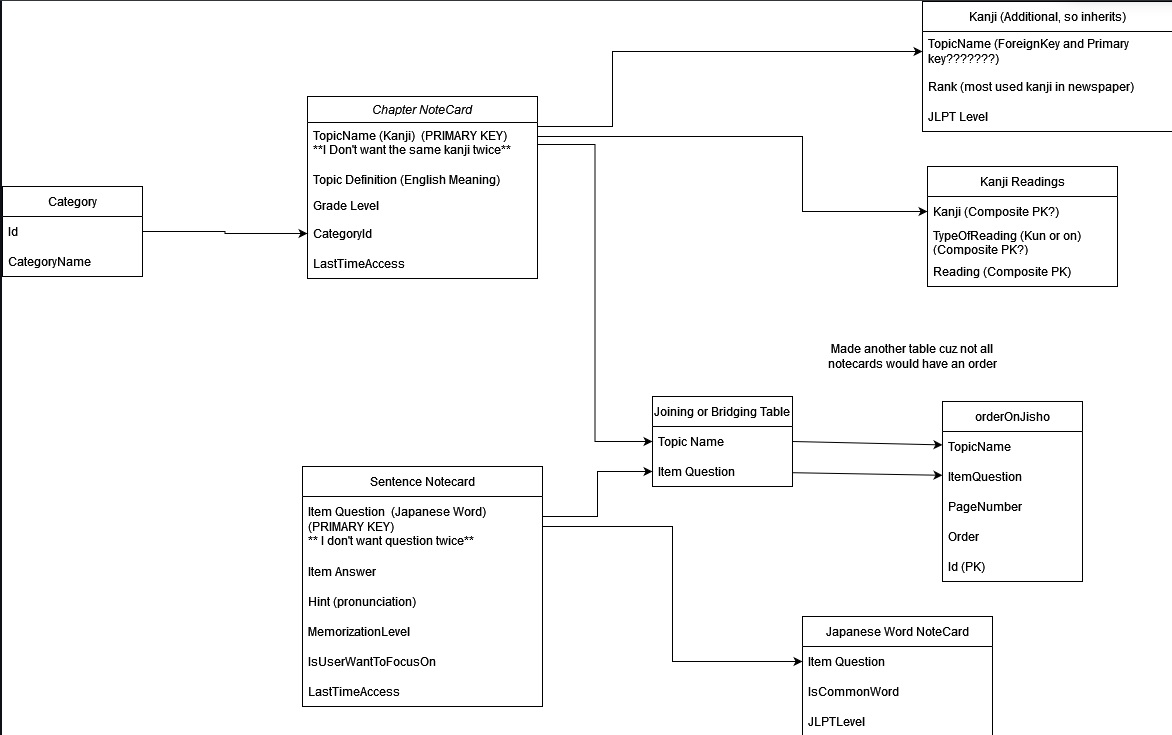 Kanji (Additional, so inherits)
TopicName (ForeignKey and Primary
key???????)
Rank (most used kanji in newspaper)
JLPT Level
Chapter NoteCard
TopicName (Kanji)  (PRIMARY KEY)
**I Don't want the same kanji twice**
Topic Definition (English Meaning)
Grade Level
CategoryId
LastTimeAccess
Category
Id
CategoryName
Kanji Readings
Kanji (Composite PK?)
TypeOfReading (Kun or on)
(Composite PK?)
Reading (Composite PK)
Made another table cuz not all
notecards would have an order
Joining or Bridging Table
Topic Name
Item Question
orderOnJisho
TopicName
ItemQuestion
PageNumber
Order
Id (PK)
Sentence Notecard
Item Question  (Japanese Word)
(PRIMARY KEY)
** I don't want question twice**
Item Answer
Hint (pronunciation)
MemorizationLevel
IsUserWantToFocusOn
LastTimeAccess
Japanese Word NoteCard
Item Question
IsCommonWord
JLPTLevel